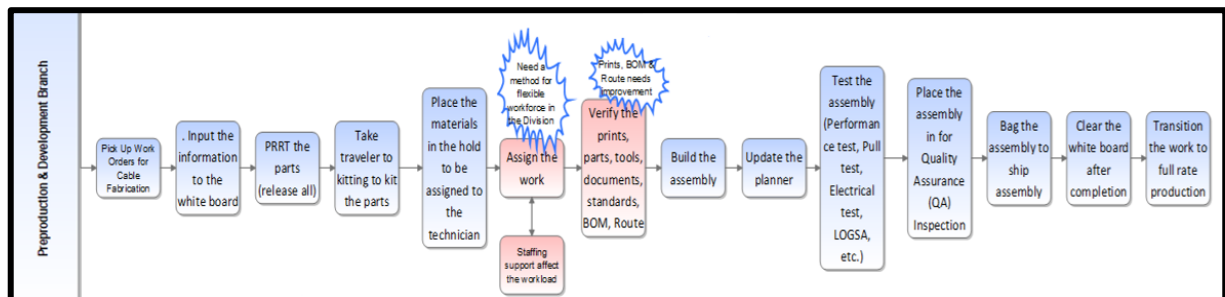 Preproduction & Development Branch
Pick Up Work
Orders for
Cable
Fabrication
. Input the
information
to the
white board
PRRT the
parts
(release all)
Take
traveler to
kitting to kit
the parts
Place the
materials
in the hold
to be
assigned to
the
technician
Need a
method for
flexible
workforce in
the Division
Assign the
work
Staffing
support affect
the workload
Prints, BOM &
Route needs
improvement
Verify the
prints,
parts, tools,
documents,
standards,
BOM, Route
Build the
assembly
Update the
planner
Test the
assembly
(Performan
ce test, Pull
test,
Electrical
test,
LOGSA,
etc.)
Place the
assembly
in for
Quality
Assurance
(QA)
Inspection
Bag the
assembly to
ship
assembly
Clear the
white board
after
completion
Transition
the work to
full rate
production